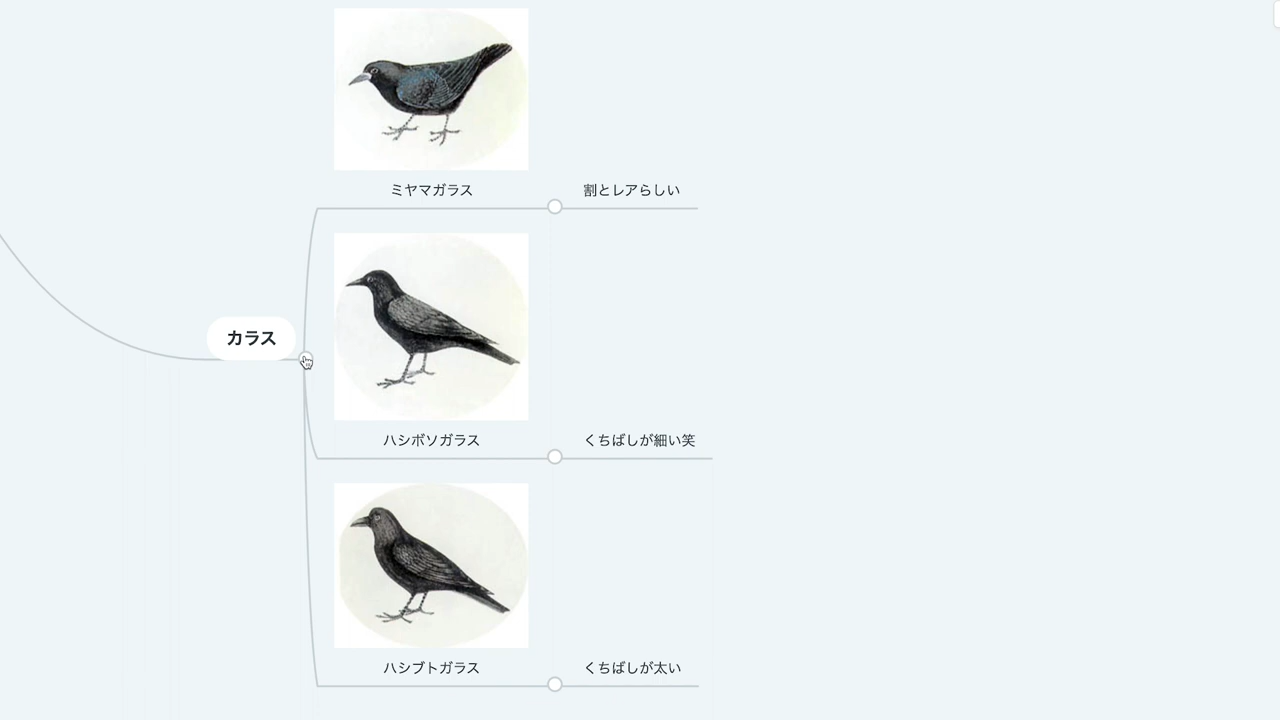 カラス
ミヤマガラス
割とレアらしい
ハシボソガラス
くちばしが細い笑
ハシブトガラス
くちばしが太い